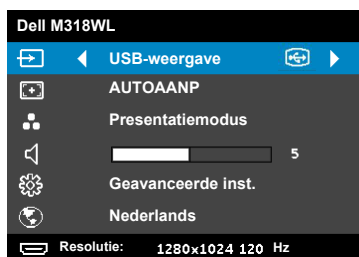 Dell M318WL
USB-weergave
AUTOAANP
Presentatiemodus
5
Geavanceerde inst.
Nederlands
Resolutie: 1280x1024 120 Hz